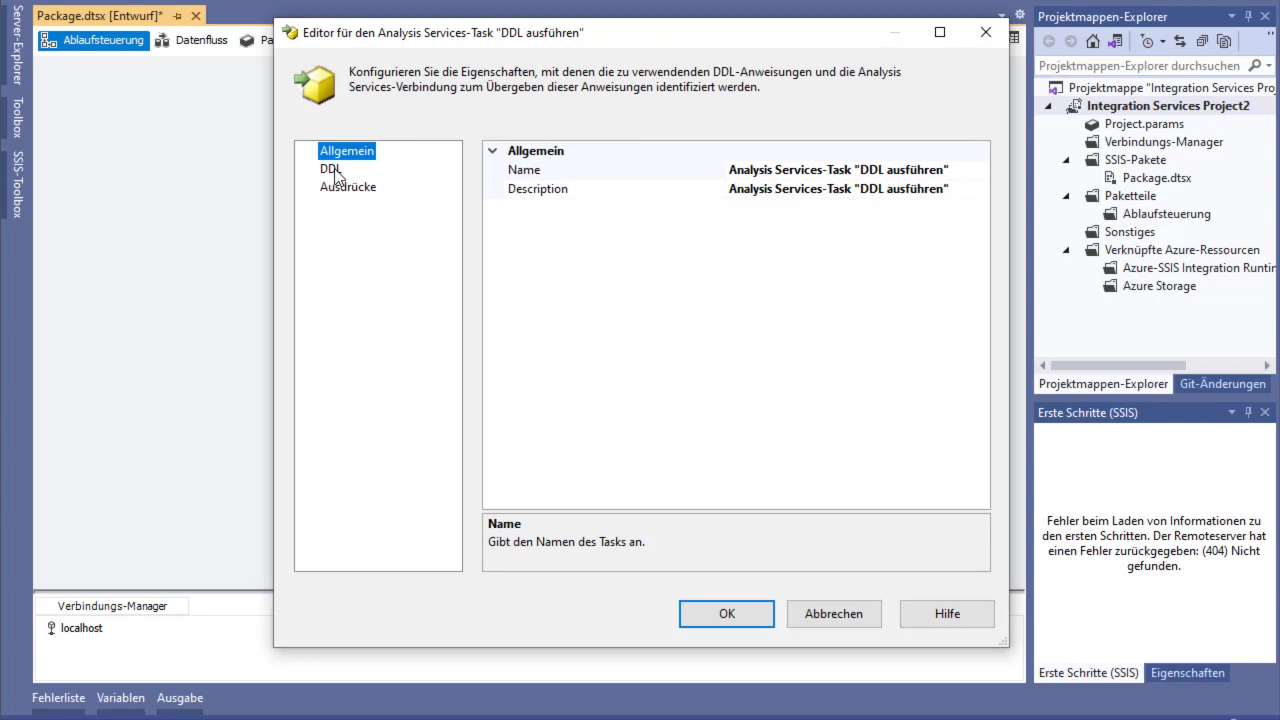 Server-Explorer
Toolbox
SSIS-Toolbox
Package.dtsx [Entwurf]*
Ablaufsteuerung
Datenfluss
Pa
Editor für den Analysis Services-Task "DDL ausführen"
Konfigurieren Sie die Eigenschaften, mit denen die zu verwendenden DDL-Anweisungen und die Analysis
Services-Verbindung zum Übergeben dieser Anweisungen identifiziert werden.
Allgemein
DDL
Ausdrücke
Allgemein
Name Analysis Services-Task "DDL ausführen"
Description Analysis Services-Task "DDL ausführen"
Name
Gibt den Namen des Tasks an.
OK
Abbrechen
Hilfe
Verbindungs-Manager
localhost
Fehlerliste
Variablen
Ausgabe
Projektmappen-Explorer
Projektmappen-Explorer durchsuchen
Projektmappe "Integration Services Proj
Integration Services Project2
Project.params
Verbindungs-Manager
SSIS-Pakete
Package.dtsx
Paketteile
Ablaufsteuerung
Sonstiges
Verknüpfte Azure-Ressourcen
Azure-SSIS Integration Runtin
Azure Storage
Projektmappen-Explorer
Git-Änderungen
Erste Schritte (SSIS)
Fehler beim Laden von Informationen zu
den ersten Schritten. Der Remoteserver hat
einen Fehler zurückgegeben: (404) Nicht
gefunden.
Erste Schritte (SSIS)
Eigenschaften